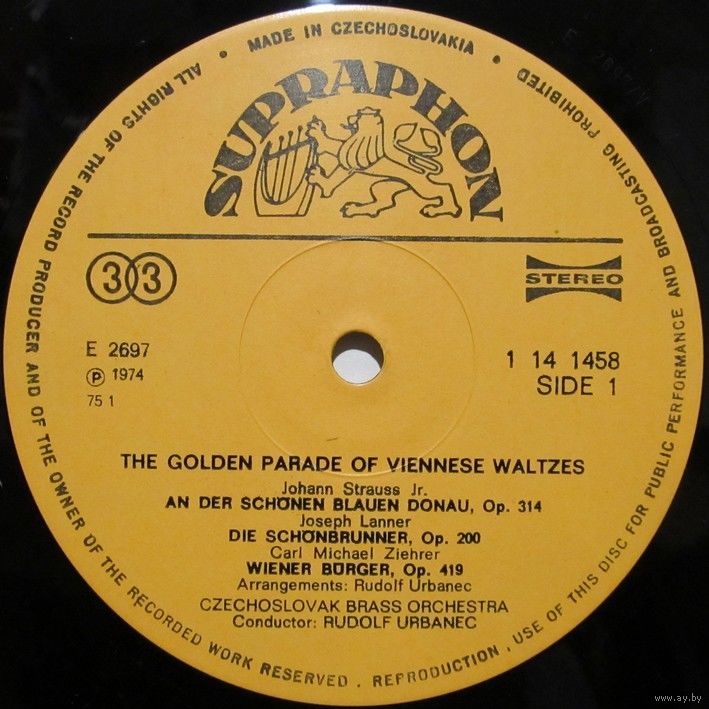 ALL RIGHTS OF THE RECORD PRODUCER AND OF THE OWNER OF THE RECORDED WORK RESERVED . REPRODUCTION , USE OF THIS DISC FOR PUBLIC PERFORMANCE AND BROADCASTING PROHIBITED
• MADE IN CZECHOSLOVAKIA •
SUPRAPHON
33
STEREO
E 2697
Ⓟ 1974
75 1
1 14 1458
SIDE 1
THE GOLDEN PARADE OF VIENNESE WALTZES
Johann Strauss Jr.
AN DER SCHÖNEN BLAUEN DONAU, Op. 314
Joseph Lanner
DIE SCHÖNBRUNNER, Op. 200
Carl Michael Ziehrer
WIENER BÜRGER, Op. 419
Arrangements: Rudolf Urbanec
CZECHOSLOVAK BRASS ORCHESTRA
Conductor: RUDOLF URBANEC
www.ay.by